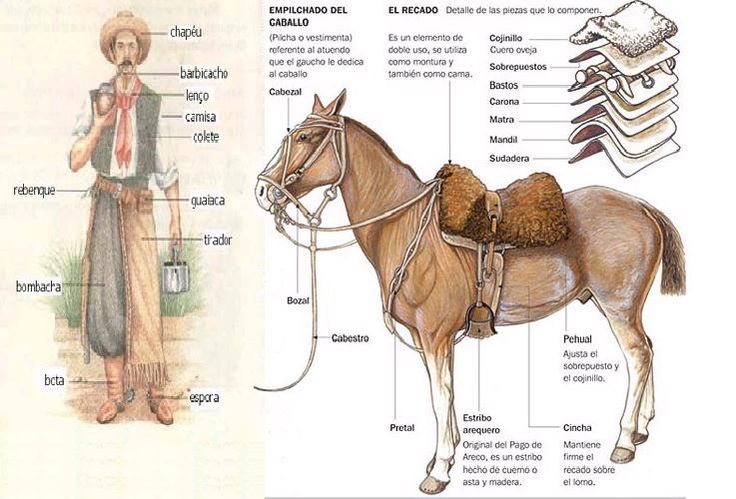 chapéu
barbicacho
lenço
camisa
colete
rebenque
guaiaca
tirador
bombacha
bota
espora
EMPILCHADO DEL
CABALLO
(Pilcha o vestimenta)
referente al atuendo
que el gaucho le dedica
al caballo
Cabezal
EL RECADO Detalle de las piezas que lo componen.
Es un elemento de
doble uso, se utiliza
como montura y
también como cama.
Cojinillo
Cuero oveja
Sobrepuestos
Bastos
Carona
Matra
Mandil
Sudadera
Bozal
Cabestro
Pretal
Estribo
arequero
Original del Pago de
Areco, es un estribo
hecho de cuerno o
asta y madera.
Pehual
Ajusta el
sobrepuesto y
el cojinillo.
Cincha
Mantiene
firme el
recado sobre
el lomo.